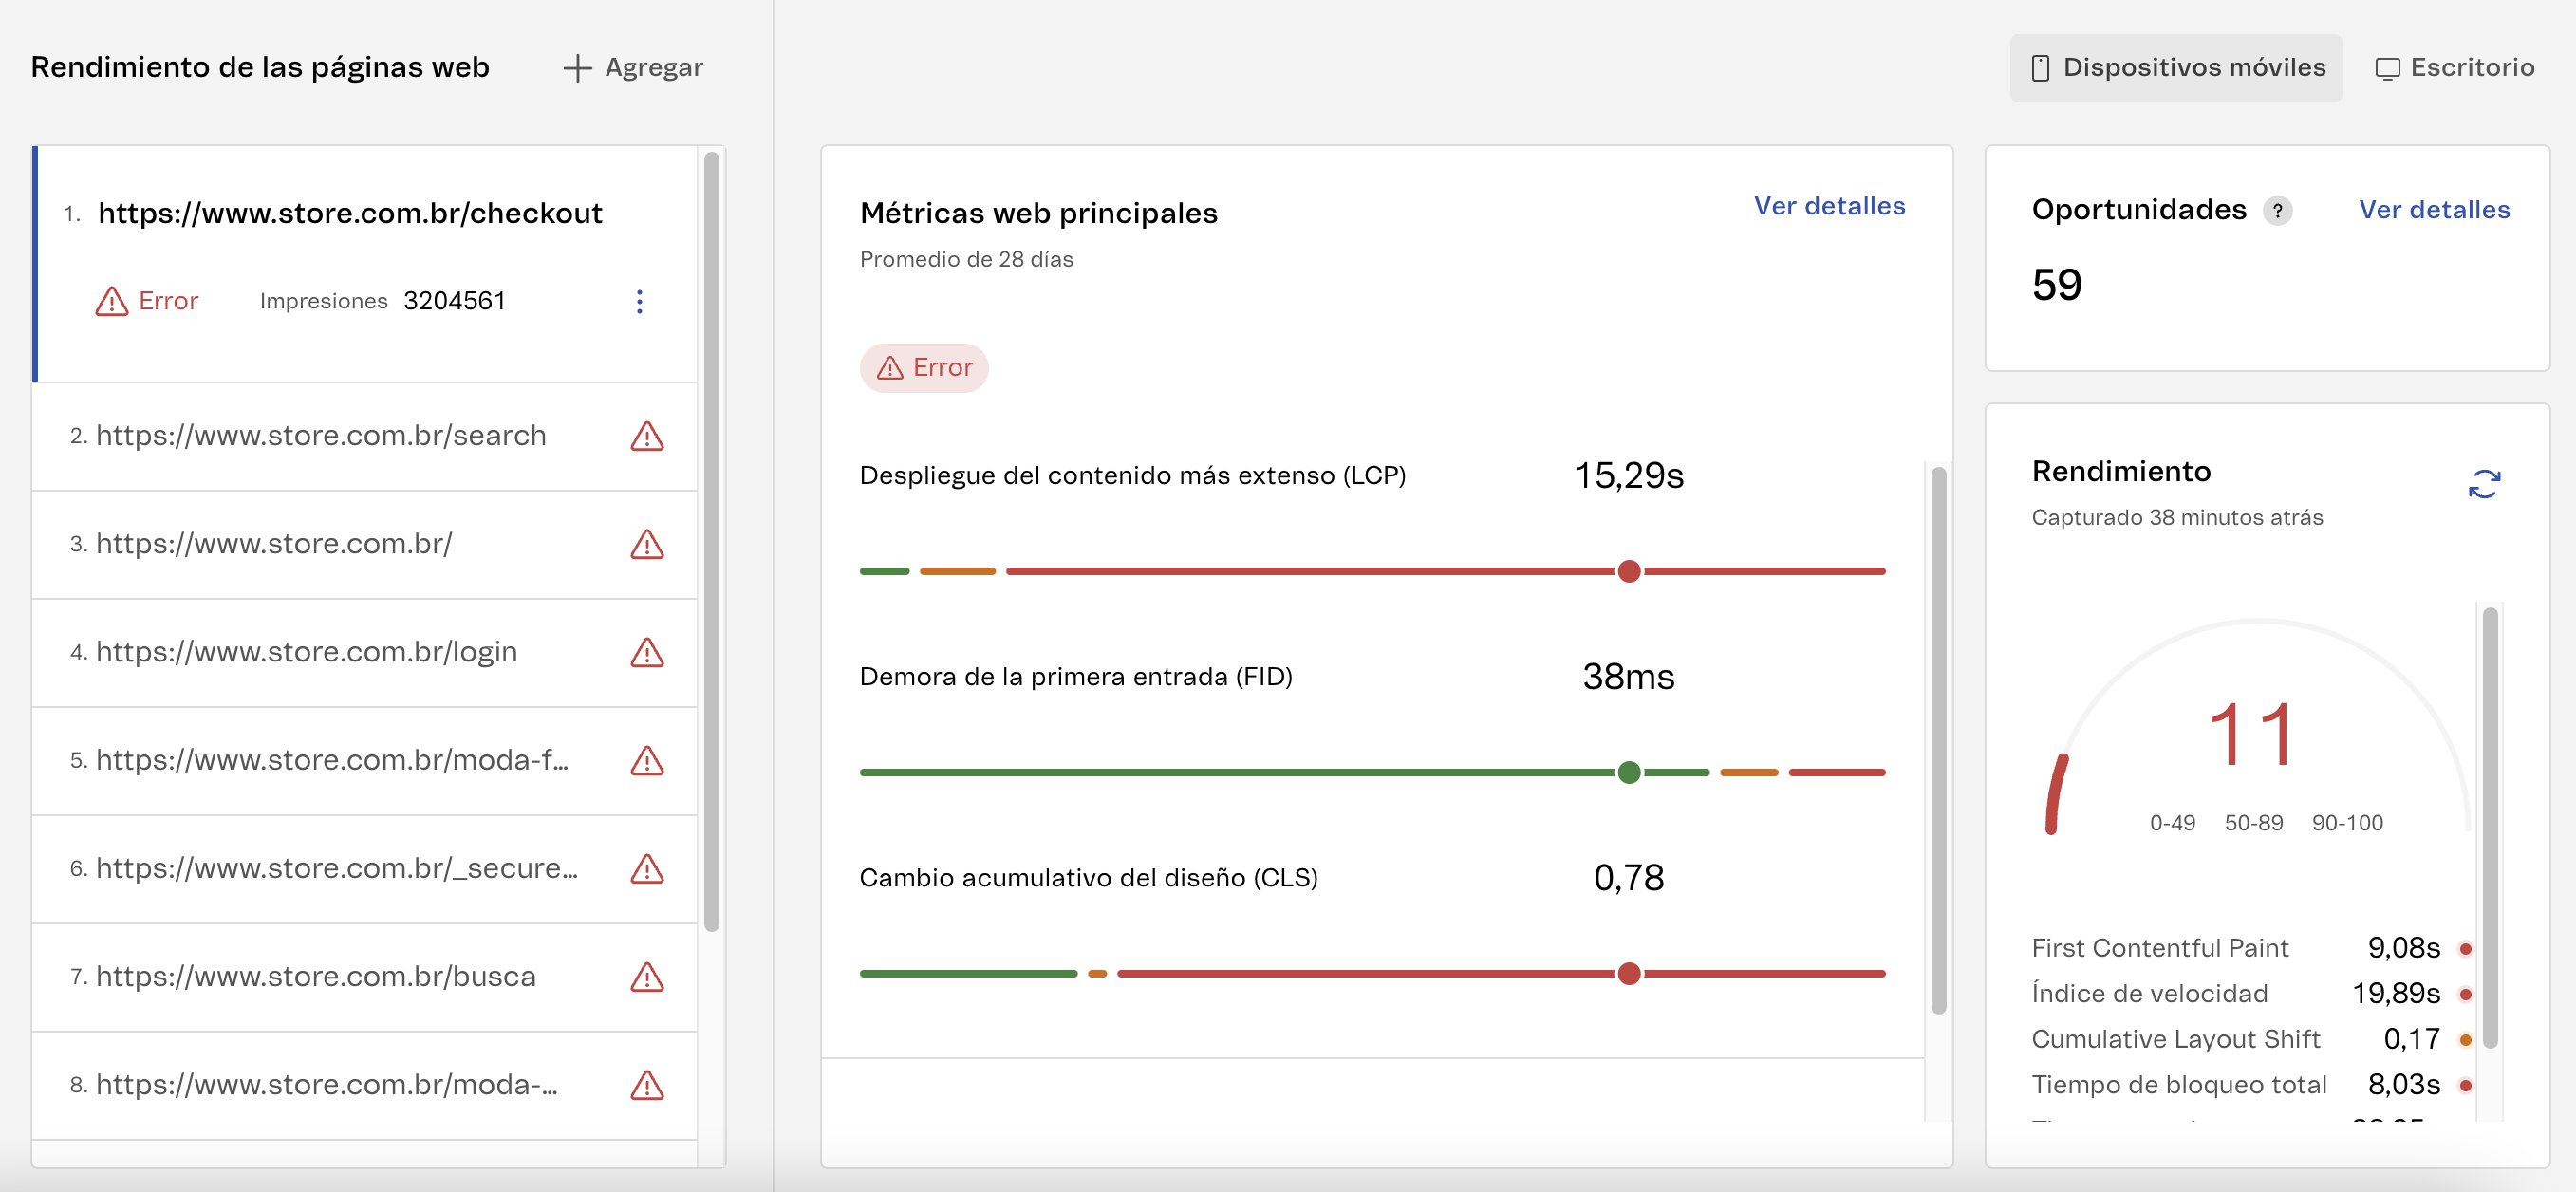 Rendimiento de las páginas web
Agregar
Dispositivos móviles
Escritorio
1. https://www.store.com.br/checkout
Error
Impresiones 3204561
2. https://www.store.com.br/search
3. https://www.store.com.br/
4. https://www.store.com.br/login
5. https://www.store.com.br/moda-f...
6. https://www.store.com.br/_secure...
7. https://www.store.com.br/busca
8. https://www.store.com.br/moda-...
Métricas web principales
Ver detalles
Promedio de 28 días
Error
Despliegue del contenido más extenso (LCP) 15,29s
Demora de la primera entrada (FID) 38ms
Cambio acumulativo del diseño (CLS) 0,78
Oportunidades ? Ver detalles
59
Rendimiento
Capturado 38 minutos atrás
11
0-49 50-89 90-100
First Contentful Paint 9,08s
Índice de velocidad 19,89s
Cumulative Layout Shift 0,17
Tiempo de bloqueo total 8,03s